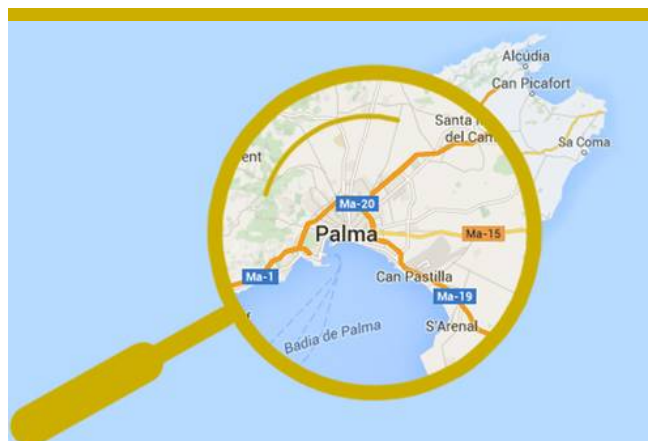 Alcúdia
Can Picafort
Santa
del Cam
Sa Coma
ent
Ma-20
Palma
Ma-15
Ma-1
Can Pastilla
Ma-19
S'Arenal
Badia de Palma